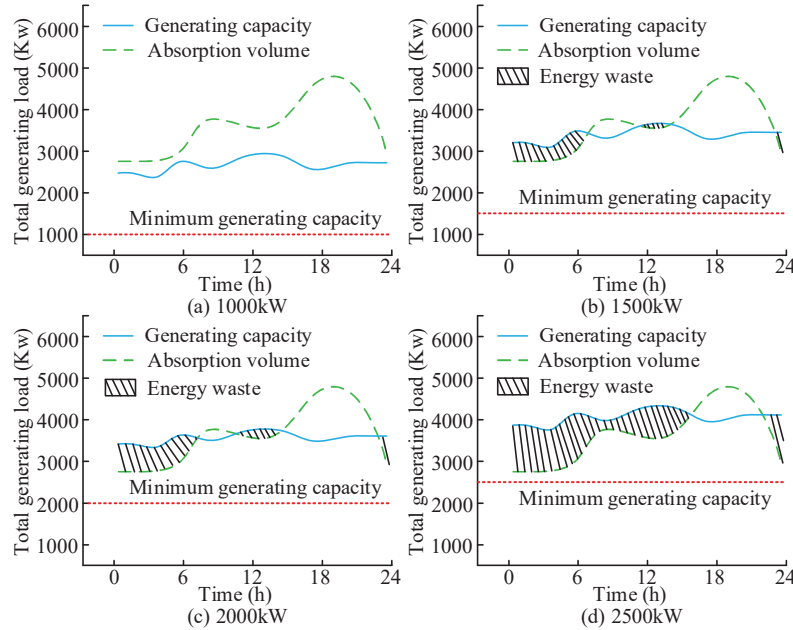 Total generating load (Kw)
Generating capacity
Absorption volume
6000
5000
4000
3000
2000
1000
Minimum generating capacity
0 6 12 18 24
Time (h)
(a) 1000kW
Total generating load (Kw)
Generating capacity
Absorption volume
Energy waste
6000
5000
4000
3000
2000
1000
Minimum generating capacity
0 6 12 18 24
Time (h)
(b) 1500kW
Total generating load (Kw)
Generating capacity
Absorption volume
Energy waste
6000
5000
4000
3000
2000
1000
Minimum generating capacity
0 6 12 18 24
Time (h)
(c) 2000kW
Total generating load (Kw)
Generating capacity
Absorption volume
Energy waste
6000
5000
4000
3000
2000
1000
Minimum generating capacity
0 6 12 18 24
Time (h)
(d) 2500kW